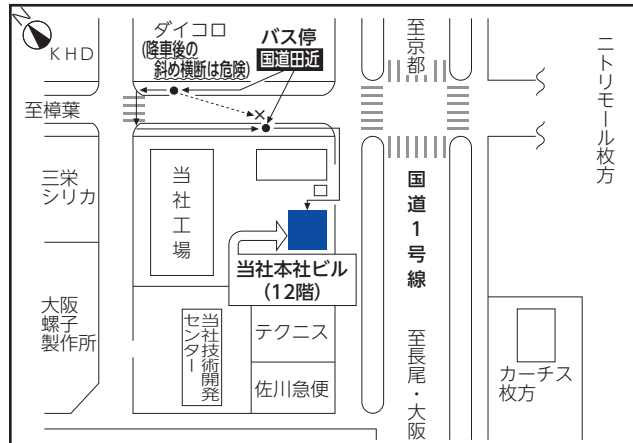 N
KHD
ダイコロ
(降車後の
斜め横断は危険)
バス停
国道田近
至京都
ニトリモール枚方
至樟葉
×
三栄
シリカ
当社工場
国道1号線
当社本社ビル
(12階)
大阪
螺子
製作所
当社技術開発
センター
テクニス
佐川急便
至長尾・大阪
カーチス
枚方